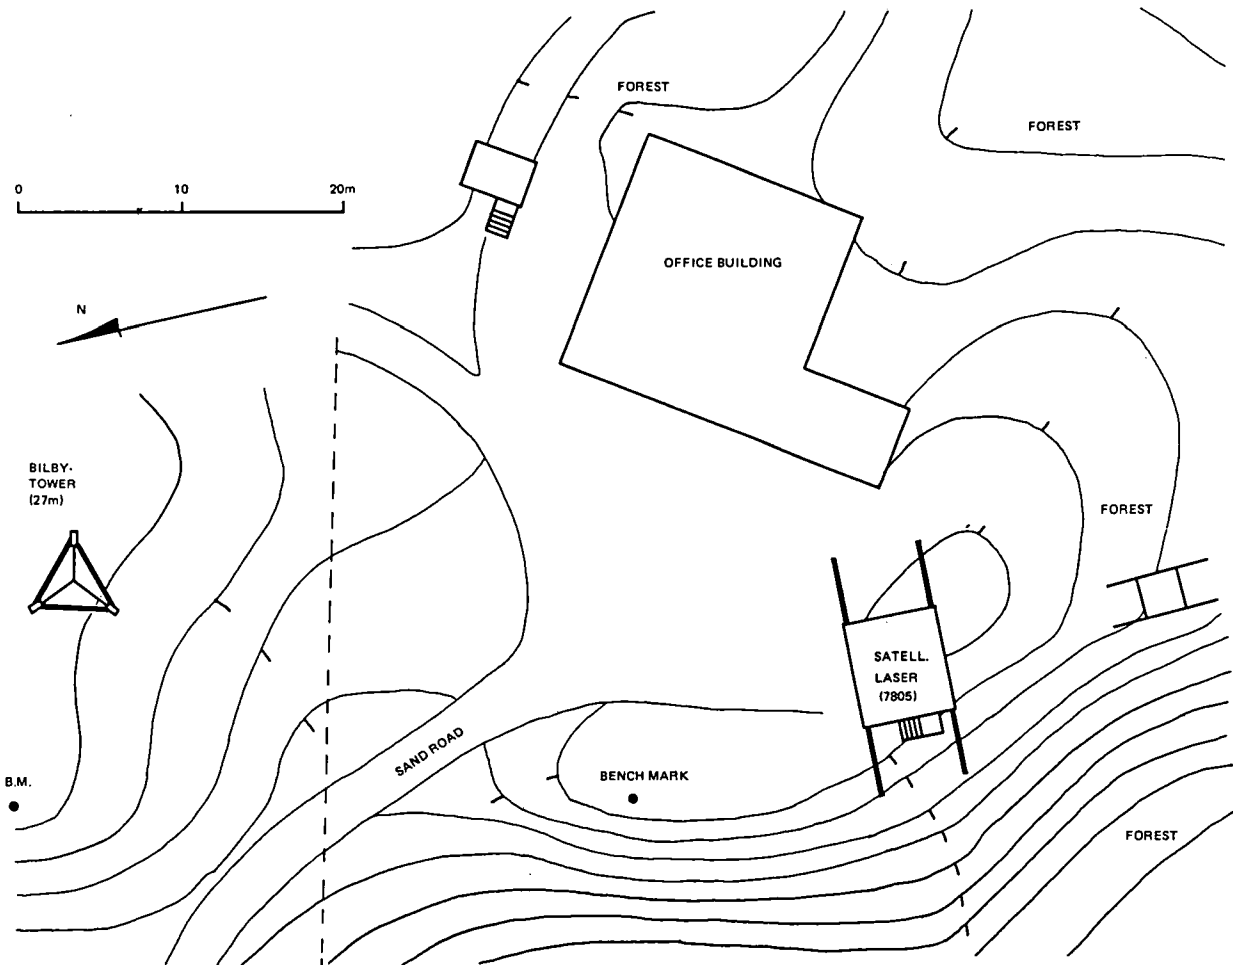 FOREST
FOREST
0 10 20m
OFFICE BUILDING
N
BILBY-
TOWER
(27m)
FOREST
SATELL.
LASER
(7805)
SAND ROAD
B.M.
BENCH MARK
FOREST